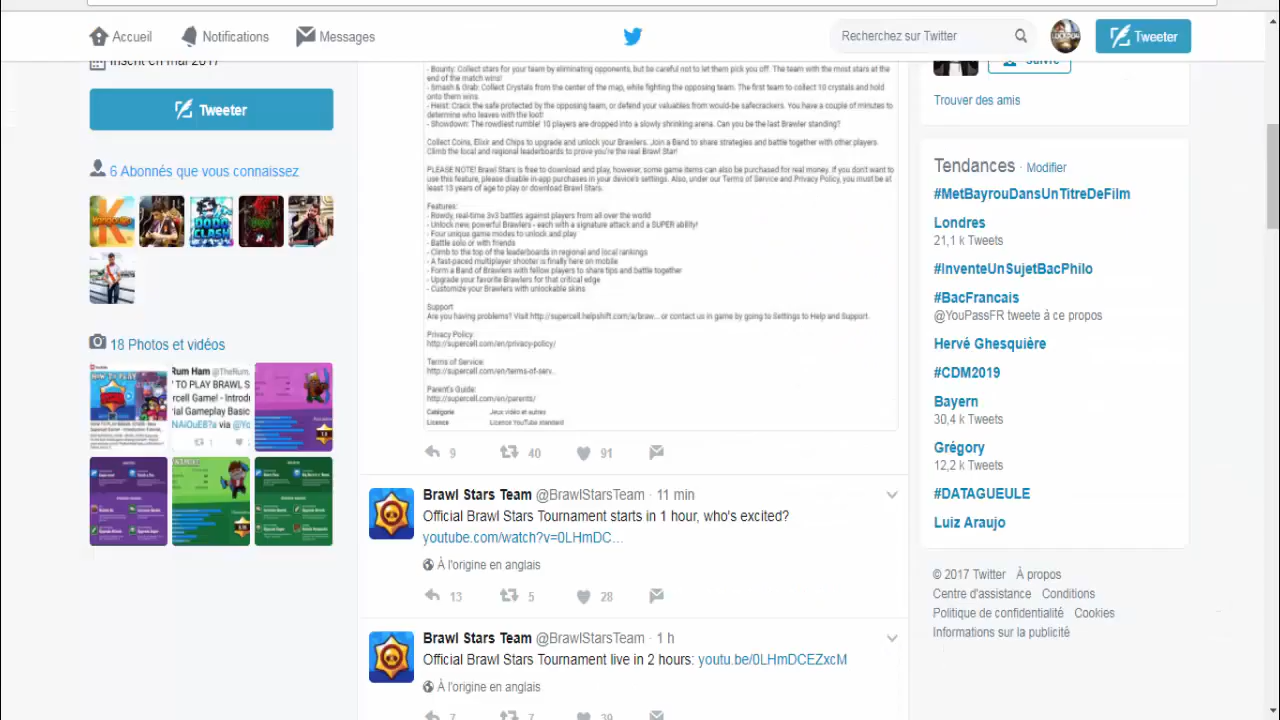 Accueil
Notifications
Messages
Recherchez sur Twitter
Tweeter
Inscrit en mai 2017
Tweeter
6 Abonnés que vous connaissez
18 Photos et vidéos
Rum Ham @TheRum.
TO PLAY BRAWL S
- Bounty: Collect stars for your team by eliminating opponents, but be careful not to let them pick you off. The team with the most stars at the
end of the match wins!
- Smash & Grab: Collect Crystals from the center of the map, while fighting the opposing team. The first team to collect 10 crystals and hold
onto them wins.
- Heist: Crack the safe protected by the opposing team, or defend your valuables from would-be safecrackers. You have a couple of minutes to
determine who leaves with the loot!
- Showdown: The rowdiest rumble! 10 players are dropped into a slowly shrinking arena. Can you be the last Brawler standing?
Collect Coins, Elixir and Chips to upgrade and unlock your Brawlers. Join a Band to share strategies and battle together with other players.
Climb the local and regional leaderboards to prove you're the real Brawl Star!
PLEASE NOTE! Brawl Stars is free to download and play, however, some game items can also be purchased for real money. If you don't want to
use this feature, please disable in-app purchases in your device's settings. Also, under our Terms of Service and Privacy Policy, you must be at
least 13 years of age to play or download Brawl Stars.
Features:
- Rowdy, real-time 3v3 battles against players from all over the world
- Unlock new, powerful Brawlers - each with a signature attack and a SUPER ability!
- Four unique game modes to unlock and play
- Battle solo or with friends
- Climb to the top of the leaderboards in regional and local rankings
- A fast-paced multiplayer shooter is finally here on mobile
- Form a Band of Brawlers with fellow players to share tips and battle together
- Upgrade your favorite Brawlers for that critical edge
- Customize your Brawlers with unlockable skins
Support
Are you having problems? Visit http://supercell.helpshift.com/a/braw... or contact us in game by going to Settings to Help and Support.
Privacy Policy:
http://supercell.com/en/privacy-policy/
Terms of Service:
http://supercell.com/en/terms-of-serv...
Parent's Guide:
http://supercell.com/en/parents/
Catégorie Jeux vidéo et autres
Licence Licence YouTube standard
9 40 91
Brawl Stars Team @BrawlStarsTeam · 11 min
Official Brawl Stars Tournament starts in 1 hour, who's excited?
youtube.com/watch?v=0LHmDC...
À l'origine en anglais
13 5 28
Brawl Stars Team @BrawlStarsTeam · 1 h
Official Brawl Stars Tournament live in 2 hours: youtu.be/0LHmDCEZxcM
À l'origine en anglais
7 7 39
Suivre
Trouver des amis
Tendances · Modifier
#MetBayrouDansUnTitreDeFilm
Londres
21,1 k Tweets
#InventeUnSujetBacPhilo
#BacFrancais
@YouPassFR tweete à ce propos
Hervé Ghesquière
#CDM2019
Bayern
30,4 k Tweets
Grégory
12,2 k Tweets
#DATAGUEULE
Luiz Araujo
© 2017 Twitter À propos
Centre d'assistance Conditions
Politique de confidentialité Cookies
Informations sur la publicité